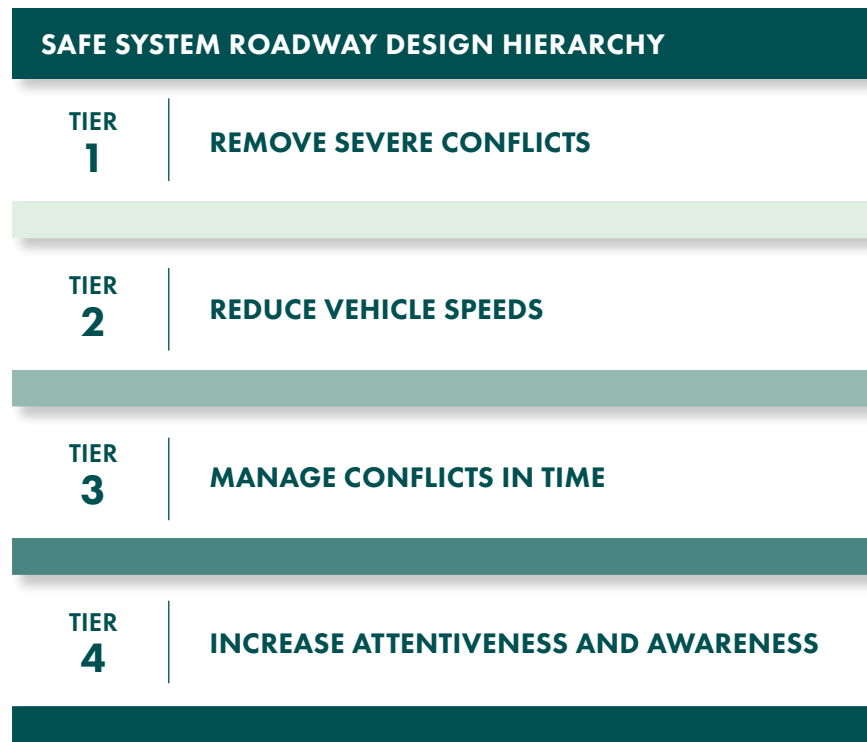 SAFE SYSTEM ROADWAY DESIGN HIERARCHY
TIER
1
REMOVE SEVERE CONFLICTS
TIER
2
REDUCE VEHICLE SPEEDS
TIER
3
MANAGE CONFLICTS IN TIME
TIER
4
INCREASE ATTENTIVENESS AND AWARENESS